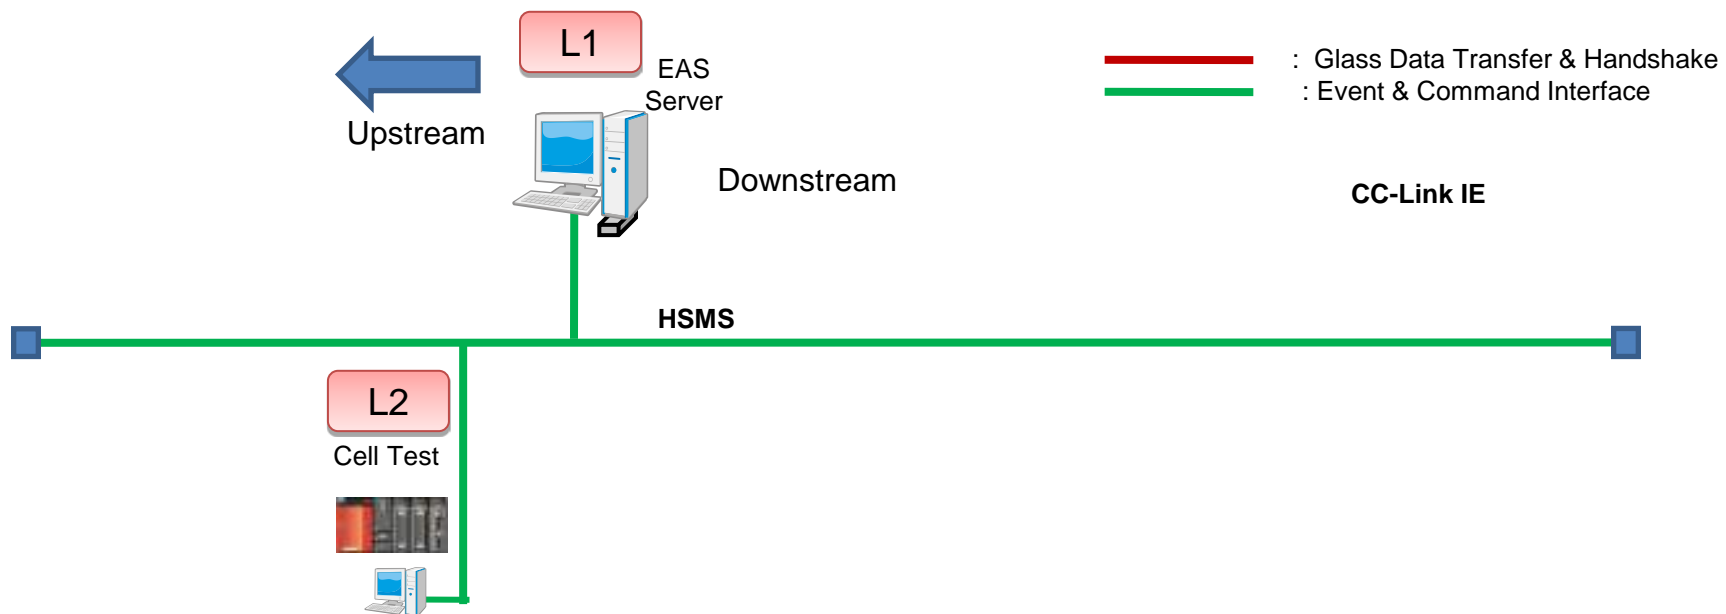 L1
EAS
Server
Upstream
Downstream
: Glass Data Transfer & Handshake
: Event & Command Interface
CC-Link IE
HSMS
L2
Cell Test